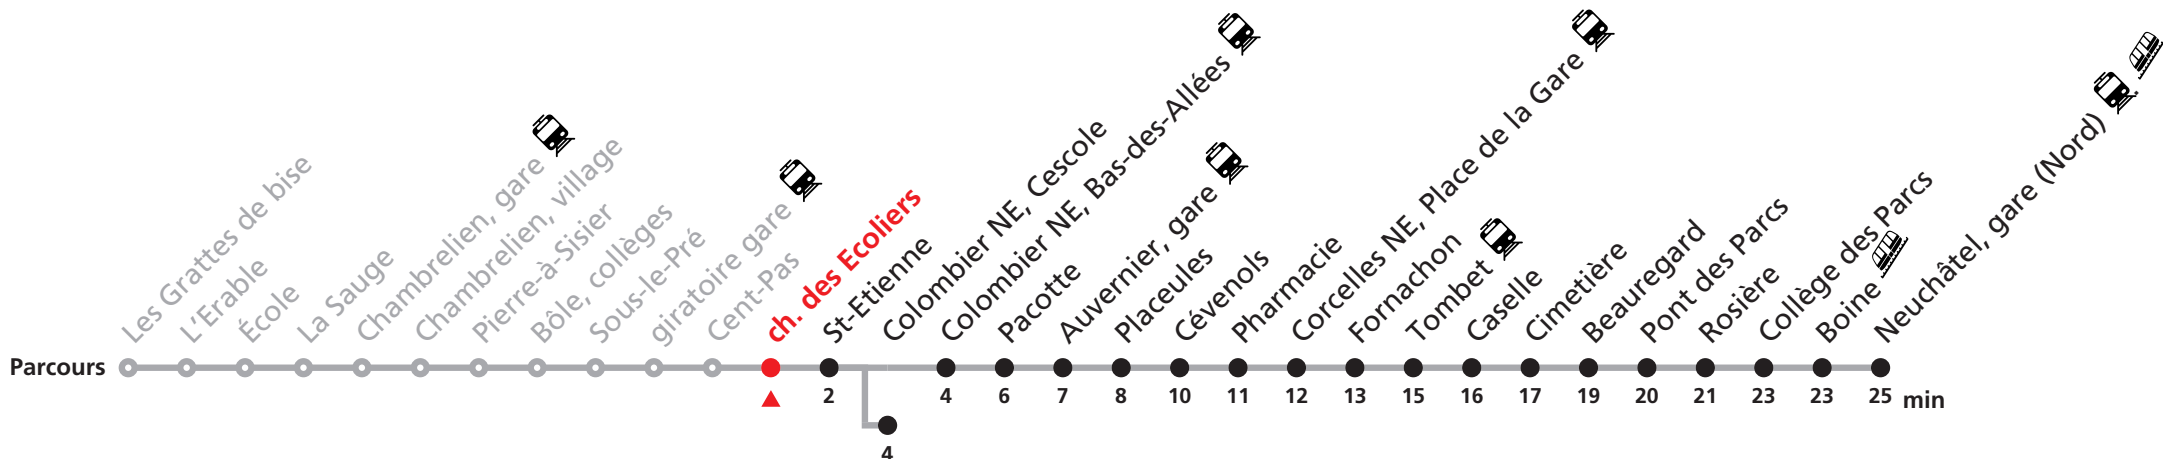 Les Grattes de bise
L'Erable
École
La Sauge
Chambrelien, gare
Chambrelien, village
Pierre-à-Sisier
Bôle, collèges
Sous-le-Pré
giratoire gare
Cent-Pas
ch. des Ecoliers
St-Etienne
Colombier NE, Cescole
Colombier NE, Bas-des-Allées
Pacotte
Auvernier, gare
Placeules
Cévenols
Pharmacie
Corcelles NE, Place de la Gare
Fornachon
Tombet
Caselle
Cimetière
Beauregard
Pont des Parcs
Rosière
Collège des Parcs
Boine
Neuchâtel, gare (Nord)
Parcours
2 4 6 7 8 10 11 12 13 15 16 17 19 20 21 23 23 25 min
4